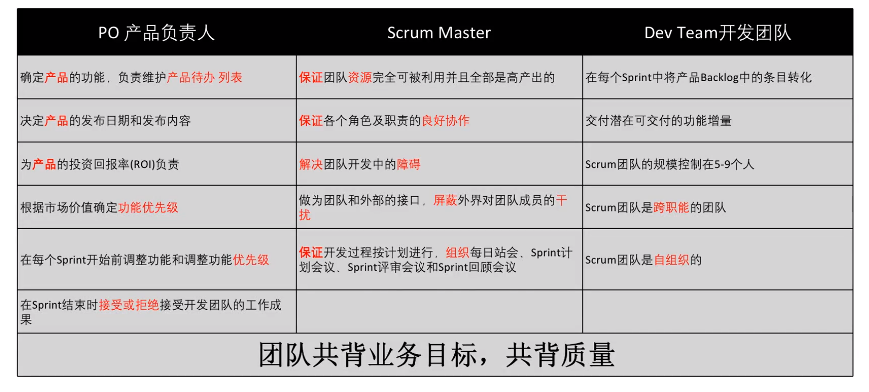 PO 产品负责人
Scrum Master
Dev Team开发团队
确定产品的功能、负责维护产品待办 列表
保证团队资源完全可被利用并且全部是高产出的
在每个Sprint中将产品Backlog中的条目转化
决定产品的发布日期和发布内容
保证各个角色及职责的良好协作
交付潜在可交付的功能增量
为产品的投资回报率(ROI)负责
解决团队开发中的障碍
Scrum团队的规模控制在5-9个人
根据市场价值确定功能优先级
做为团队和外部的接口，屏蔽外界对团队成员的干
扰
Scrum团队是跨职能的团队
在每个Sprint开始前调整功能和调整功能优先级
保证开发过程按计划进行，组织每日站会、Sprint计
划会议、Sprint评审会议和Sprint回顾会议
Scrum团队是自组织的
在Sprint结束时接受或拒绝接受开发团队的工作成
果
团队共背业务目标，共背质量